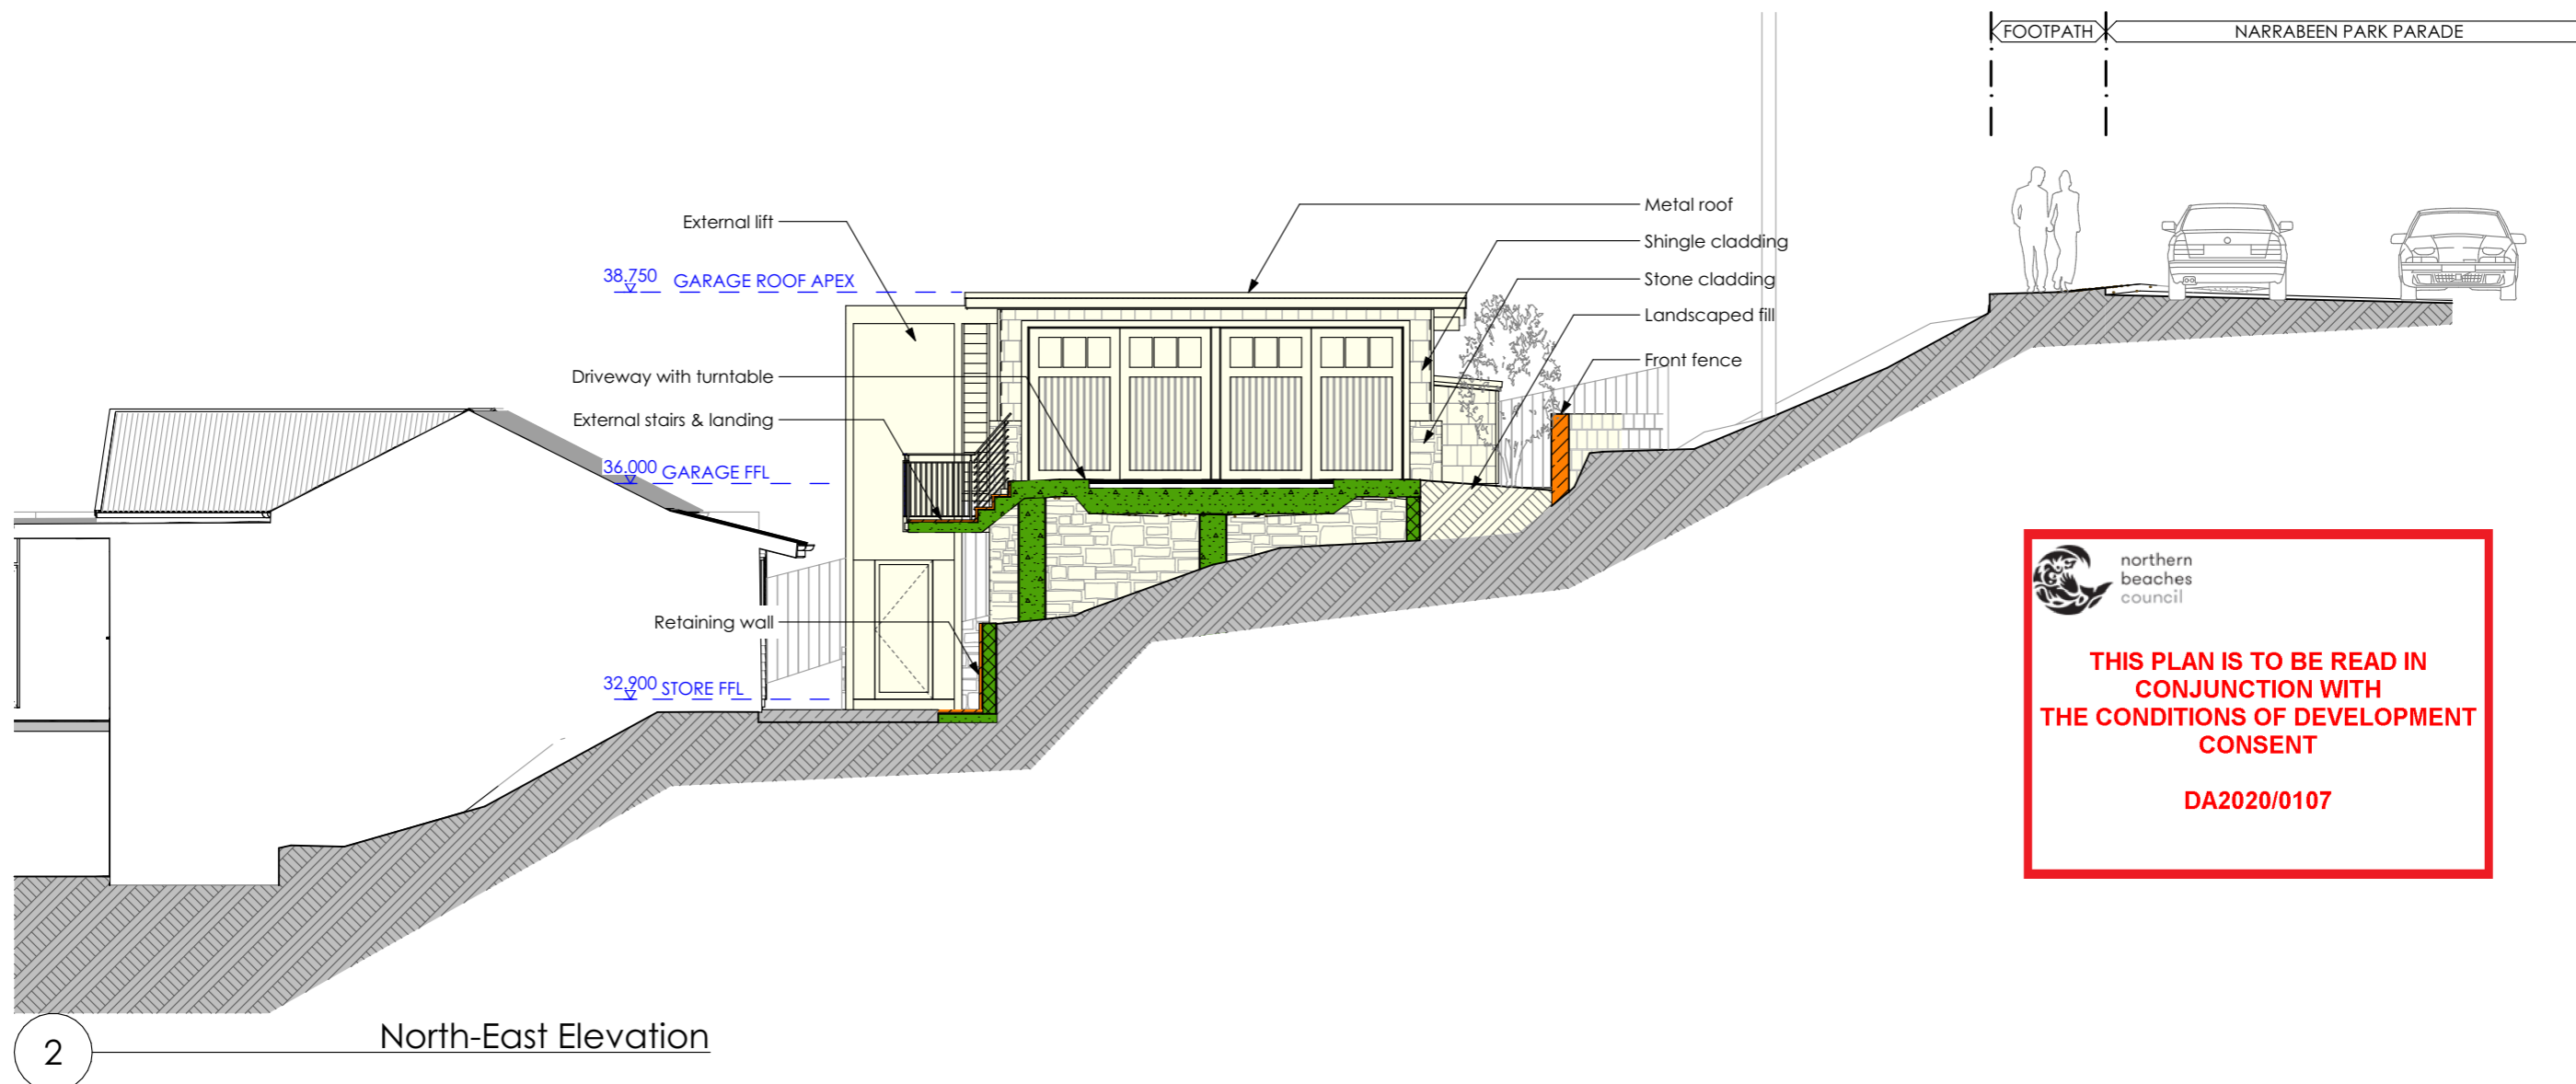 FOOTPATH
NARRABEEN PARK PARADE
External lift
38.750 GARAGE ROOF APEX
Driveway with turntable
External stairs & landing
36.000 GARAGE FFL
Retaining wall
32.900 STORE FFL
Metal roof
Shingle cladding
Stone cladding
Landscaped fill
Front fence
northern
beaches
council
THIS PLAN IS TO BE READ IN
CONJUNCTION WITH
THE CONDITIONS OF DEVELOPMENT
CONSENT
DA2020/0107
2
North-East Elevation